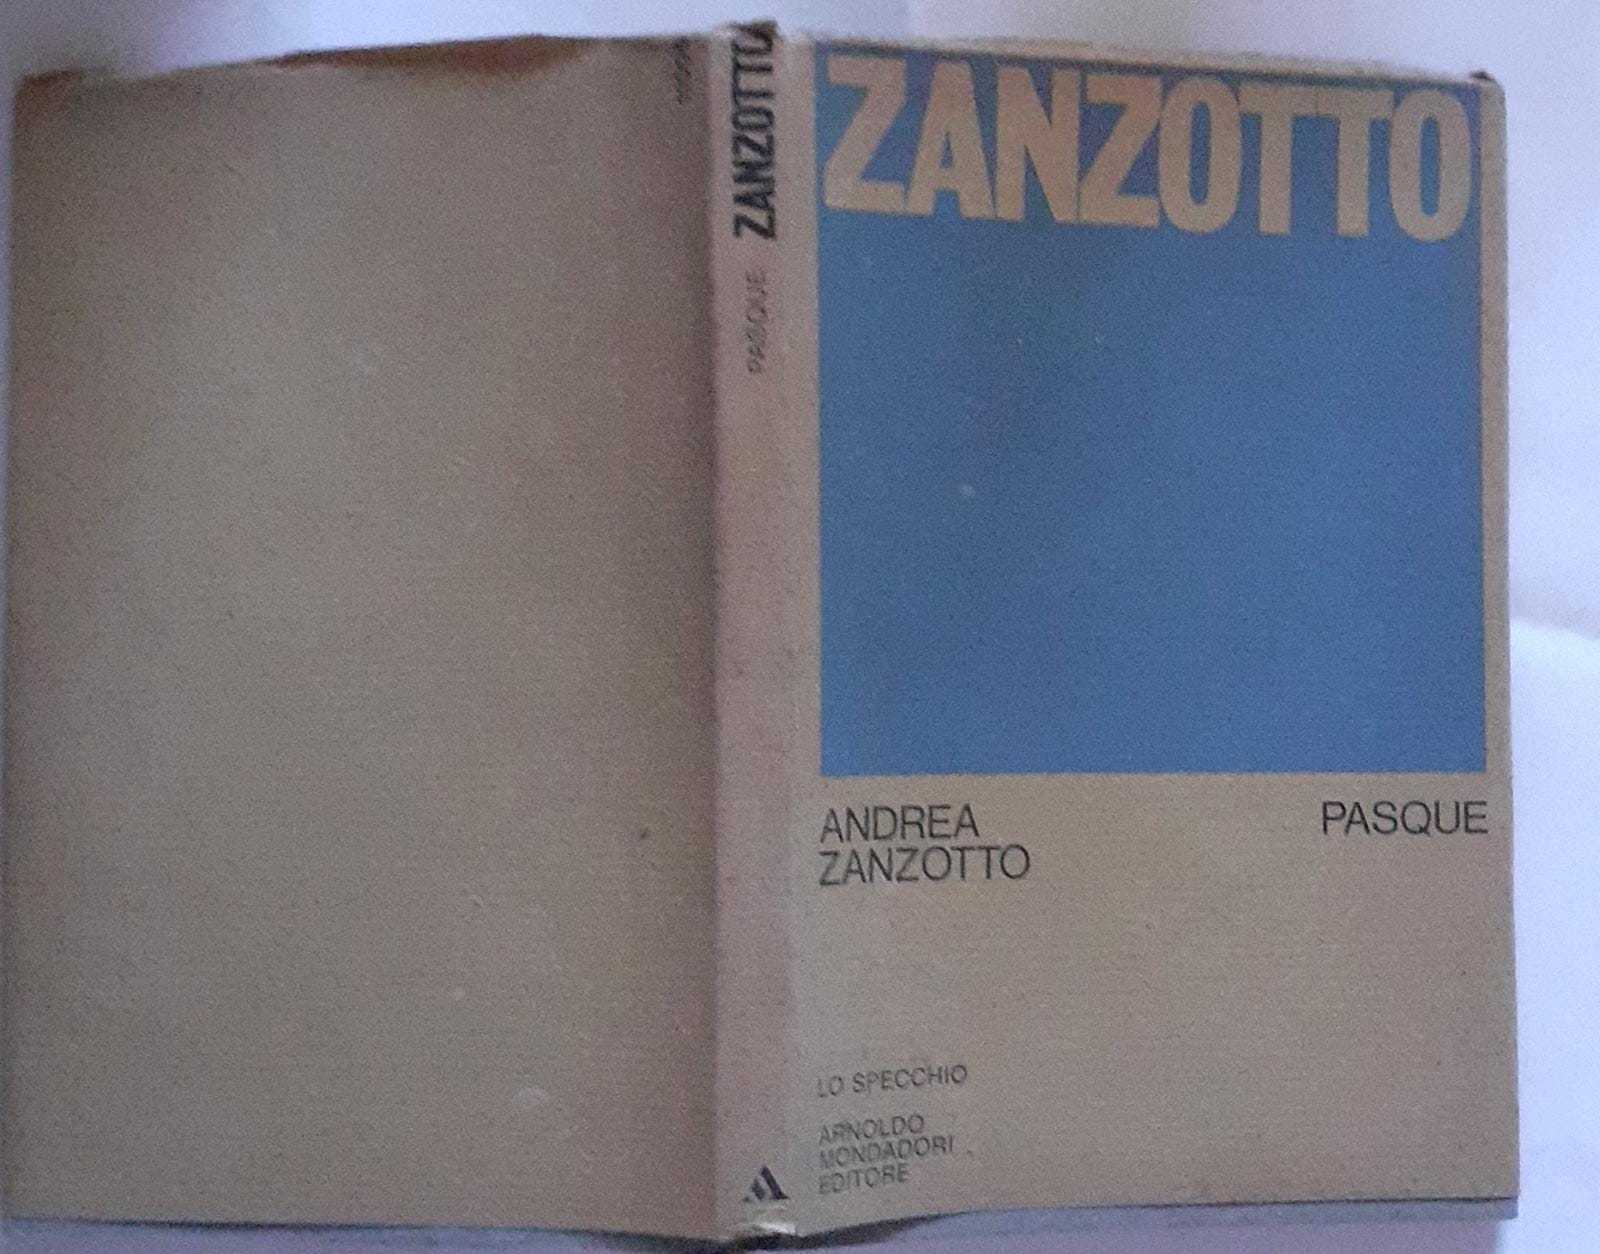 ZANZOTTO
PASQUE
ZANZOTTO
ANDREA
ZANZOTTO
PASQUE
LO SPECCHIO
ARNOLDO
MONDADORI
EDITORE